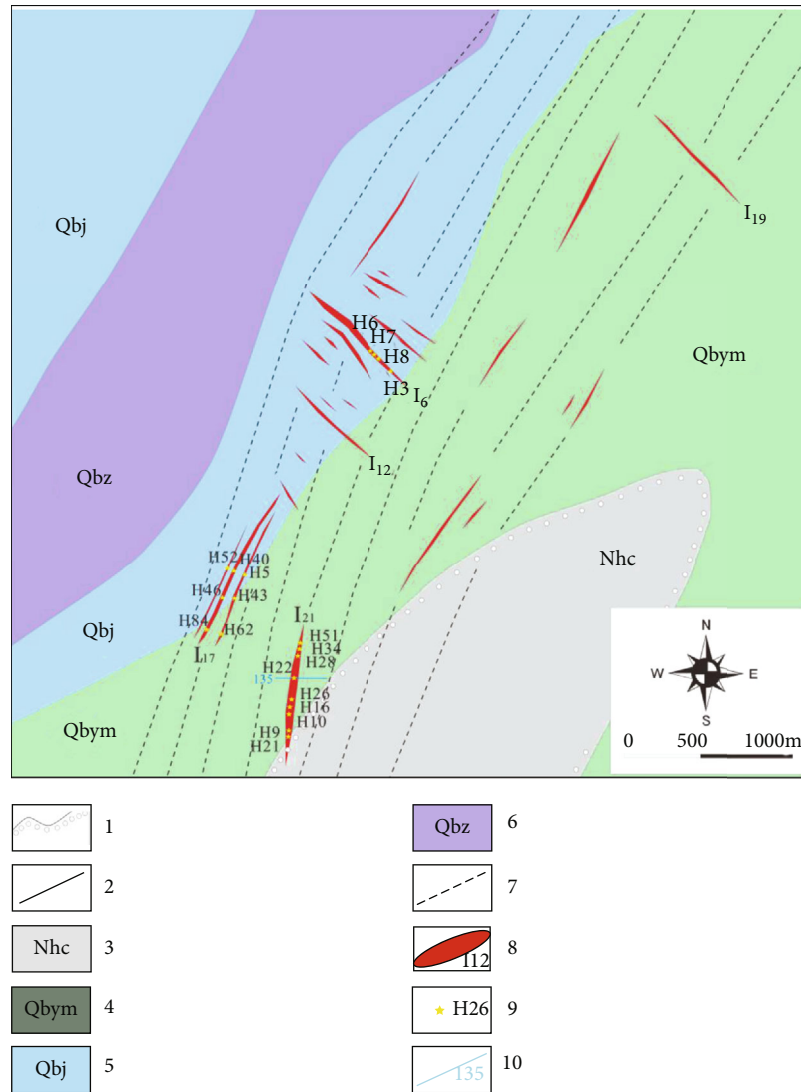 Qbj
I19
H6
H7
Qbym
H8
H3
I6
I12
Qbz
Nhc
H52
H40
H5
H46
H43
H84
H62
I21
Qbj
H51
I17
H34
H28
H22
135
H26
H16
H10
Qbym
H9
H21
N
W
E
S
0
500
1000m
1
Qbz
6
2
7
Nhc
3
I12
8
Qbym
4
H26
9
Qbj
5
135
10